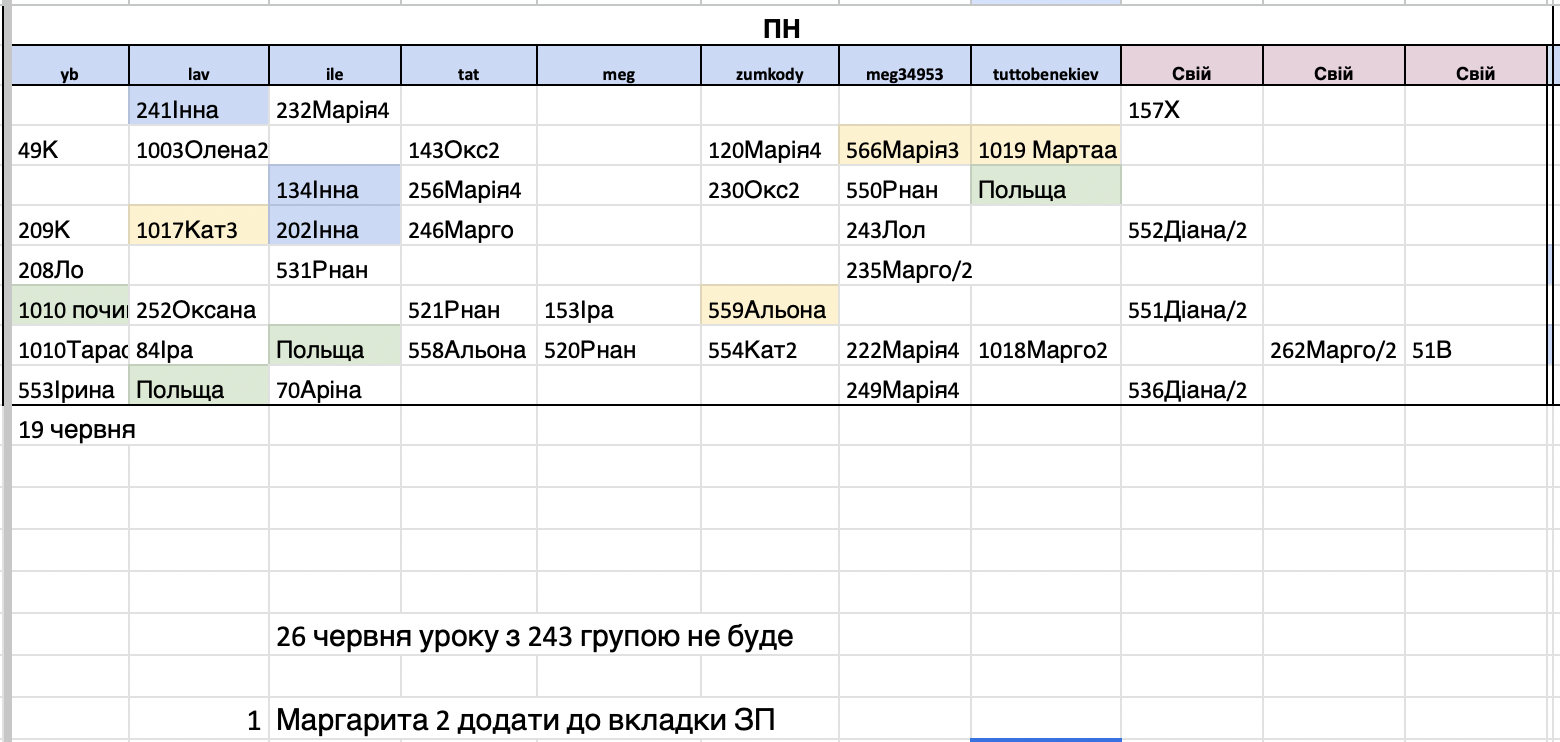 ПН
yb lav ile tat meg zumkody meg34953 tuttobenekiev Свій Свій Свій
241Інна 232Марія4 157Х
49К 1003Олена2 143Окс2 120Марія4 566Марія3 1019 Мартаа
134Інна 256Марія4 230Окс2 550Рнан Польща
209К 1017Кат3 202Інна 246Марго 243Лол 552Діана/2
208Ло 531Рнан 235Марго/2
1010 252Оксана 521Рнан 153Іра 559Альона 551Діана/2
1010Тарас 84Іра Польща 558Альона 520Рнан 554Кат2 222Марія4 1018Марго2 262Марго/2 51В
553Ірина Польща 70Аріна 249Марія4 536Діана/2
19 червня
26 червня уроку з 243 групою не буде
1 Маргарита 2 додати до вкладки ЗП